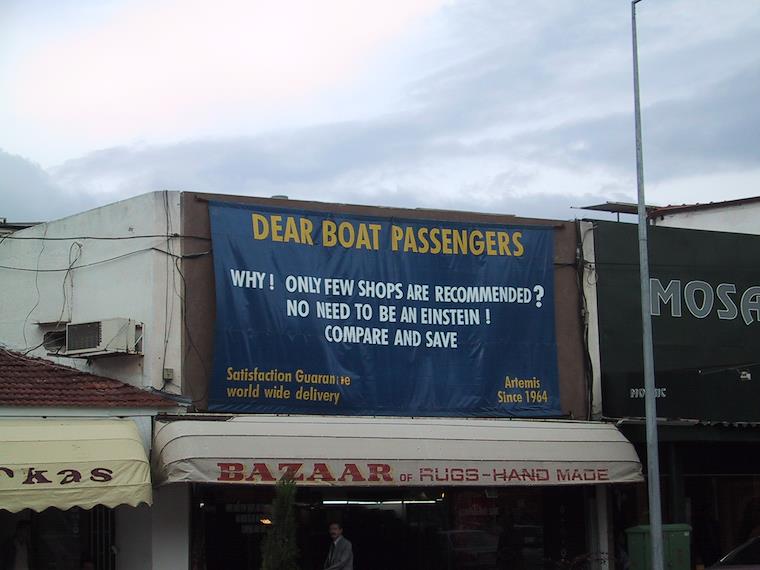 DEAR BOAT PASSENGERS
WHY! ONLY FEW SHOPS ARE RECOMMENDED?
NO NEED TO BE AN EINSTEIN!
COMPARE AND SAVE
Satisfaction Guarantee
world wide delivery
Artemis
Since 1964
MOSA
kas
BAZAAR OF RUGS-HAND MADE